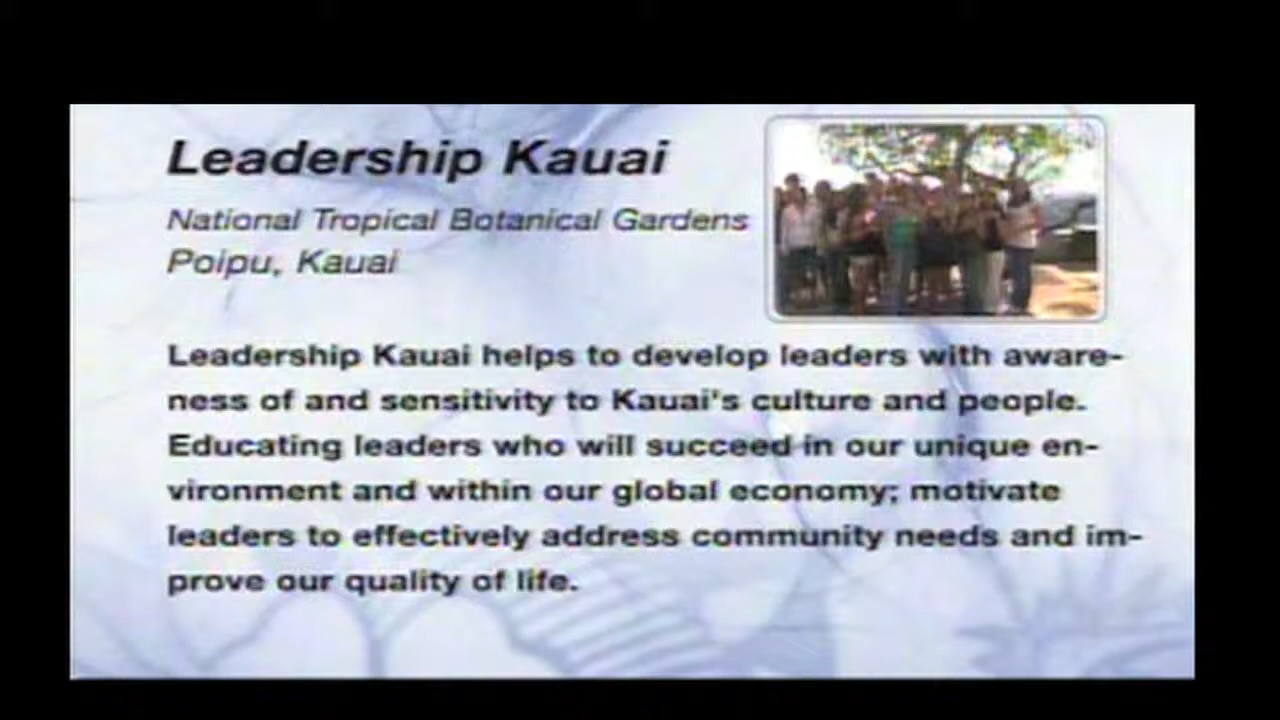 Leadership Kauai
National Tropical Botanical Gardens
Poipu, Kauai
Leadership Kauai helps to develop leaders with aware-
ness of and sensitivity to Kauai's culture and people.
Educating leaders who will succeed in our unique en-
vironment and within our global economy; motivate
leaders to effectively address community needs and im-
prove our quality of life.